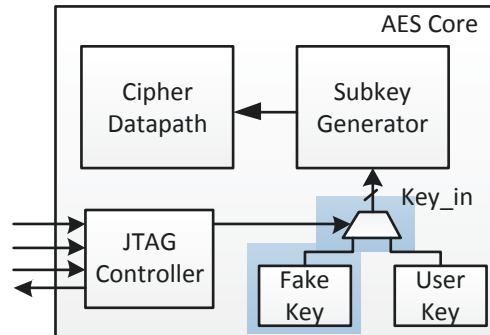 AES Core
Cipher
Datapath
Subkey
Generator
Key_in
JTAG
Controller
Fake
Key
User
Key